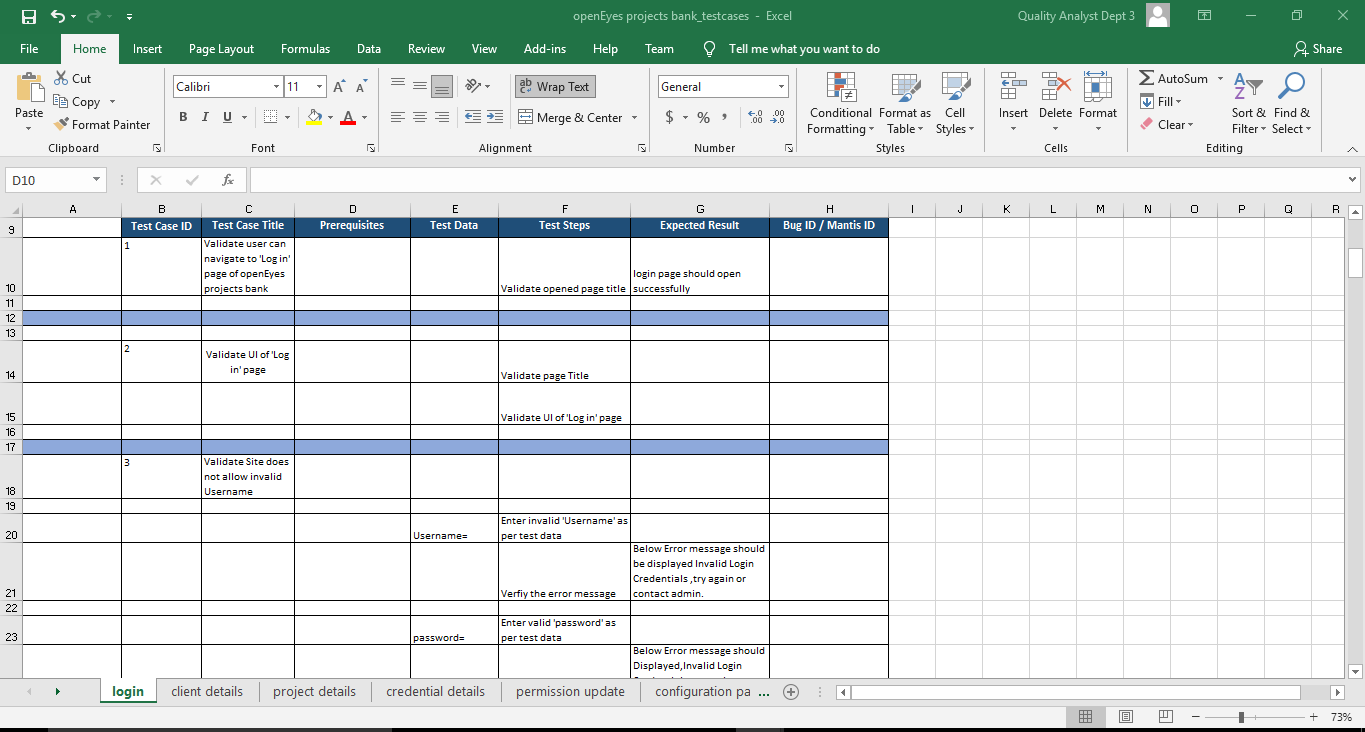 openEyes projects bank_testcases - Excel
Quality Analyst Dept 3
File Home Insert Page Layout Formulas Data Review View Add-ins Help Team Tell me what you want to do Share
Paste
Cut
Copy
Format Painter
Clipboard
Calibri 11
B I U
Font
Wrap Text
Merge & Center
Alignment
General
$ % ,
Number
Conditional Formatting
Format as Table
Cell Styles
Styles
Insert Delete Format
Cells
AutoSum
Fill
Clear
Sort & Filter
Find & Select
Editing
D10 fx
A B C D E F G H I J K L M N O P Q R
9 Test Case ID Test Case Title Prerequisites Test Data Test Steps Expected Result Bug ID / Mantis ID
10 1
Validate user can
navigate to 'Log in'
page of openEyes
projects bank
Validate opened page title
login page should open
successfully
11
12
13
14 2
Validate UI of 'Log
in' page
Validate page Title
15 Validate UI of 'Log in' page
16
17
18 3
Validate Site does
not allow invalid
Username
19
20 Username=
Enter invalid 'Username' as
per test data
21 Verfiy the error message
Below Error message should
be displayed Invalid Login
Credentials ,try again or
contact admin.
22
23 password=
Enter valid 'password' as
per test data
Below Error message should
Displayed,Invalid Login
login client details project details credential details permission update configuration pa ...
73%